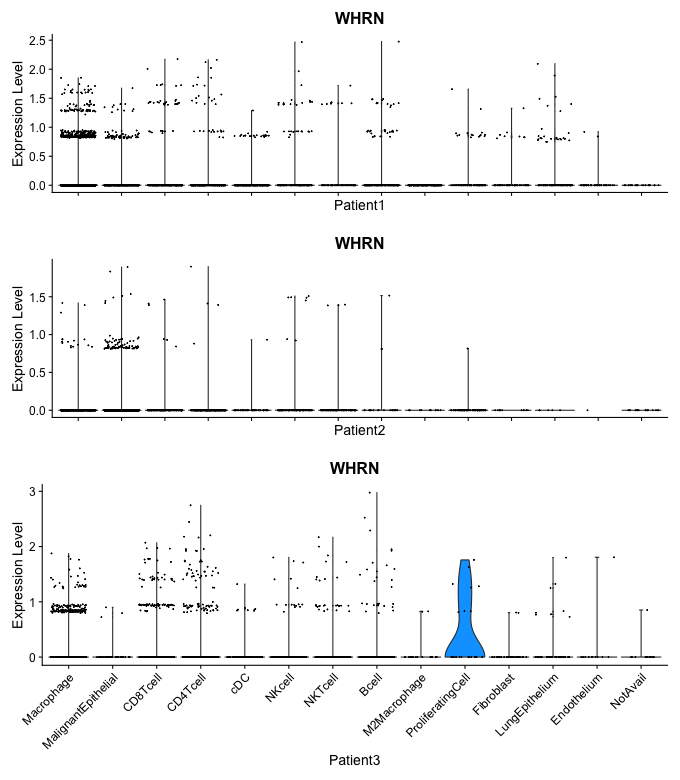 WHRN
Expression Level
2.5
2.0
1.5
1.0
0.5
0.0
Patient1
WHRN
Expression Level
1.5
1.0
0.5
0.0
Patient2
WHRN
Expression Level
3
2
1
0
Macrophage
MalignantEpithelial
CD8Tcell
CD4Tcell
cDC
NKcell
NKTcell
Bcell
M2Macrophage
ProliferatingCell
Fibroblast
LungEpithelium
Endothelium
NotAvail
Patient3